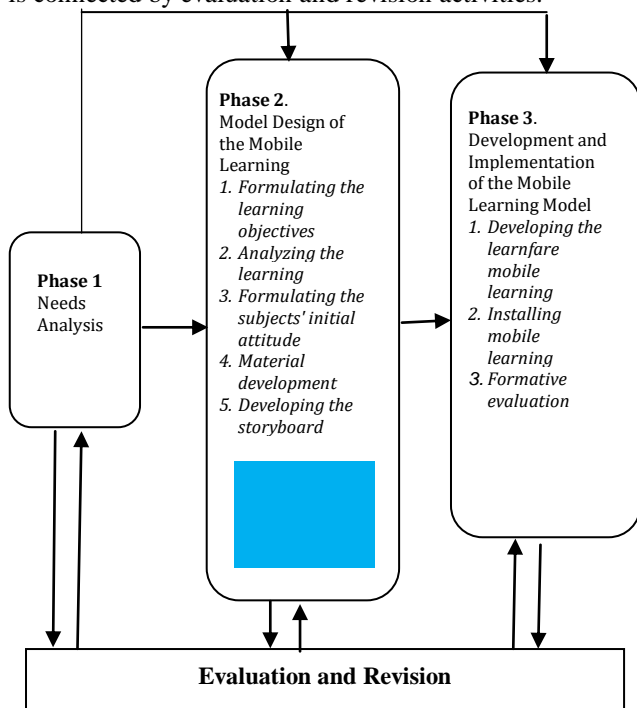 is connected by evaluation and revision activities.
Phase 1
Needs
Analysis
Phase 2.
Model Design of
the Mobile
Learning
1. Formulating the
learning
objectives
2. Analyzing the
learning
3. Formulating the
subjects' initial
attitude
4. Material
development
5. Developing the
storyboard
Phase 3.
Development and
Implementation
of the Mobile
Learning Model
1. Developing the
learnfare
mobile
learning
2. Installing
mobile
learning
3. Formative
evaluation
Evaluation and Revision